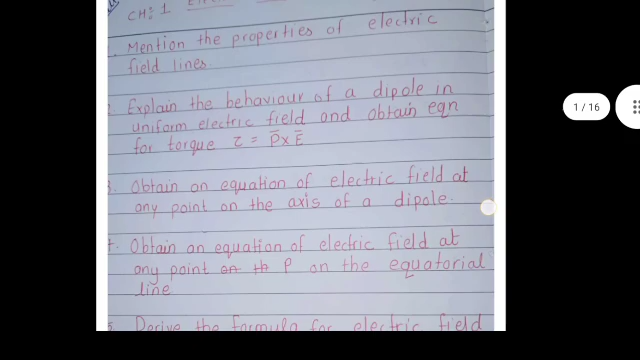 CH: 1
1. Mention the properties of electric
field lines.
1 / 16
2. Explain the behaviour of a dipole in
uniform electric field and obtain eqn
for torque τ = P̄ x Ē
3. Obtain an equation of electric field at
any point on the axis of a dipole.
4. Obtain an equation of electric field at
any point on th P on the equatorial
line
5. Derive the formula for electric field